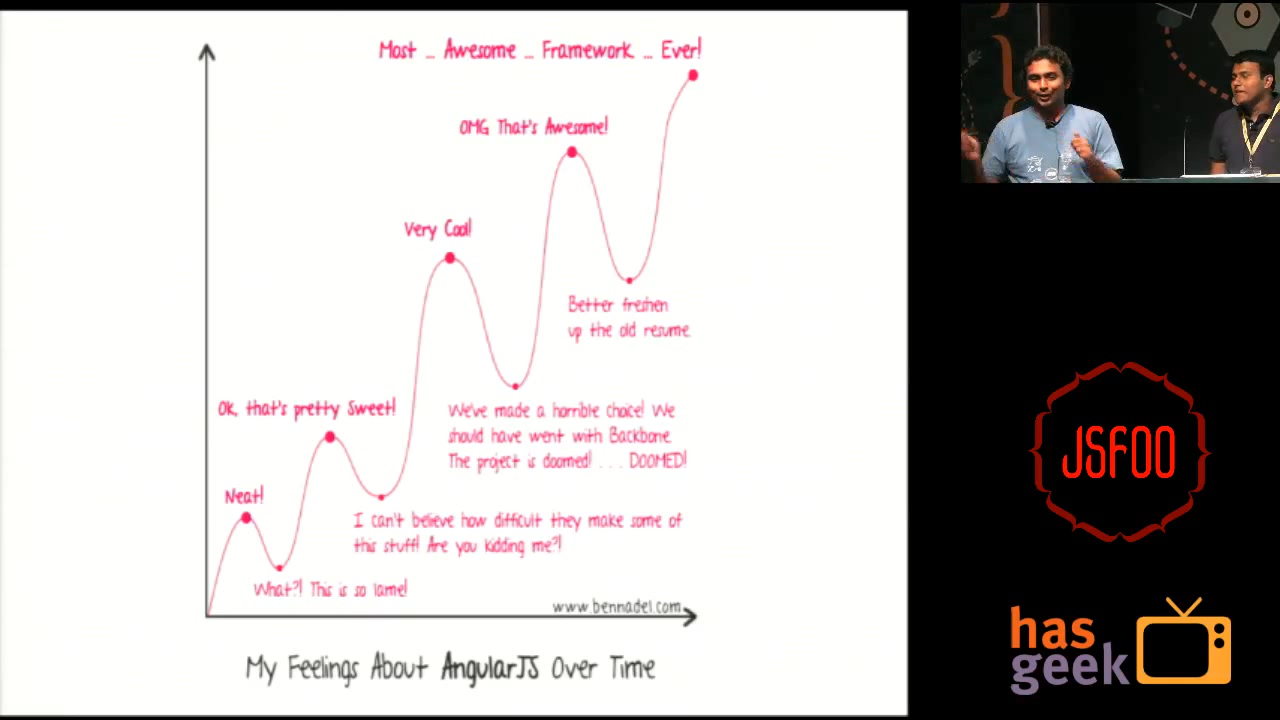 Most ... Awesome ... Framework ... Ever!
OMG That's Awesome!
Very Cool!
Better freshen
up the old resume.
Ok, that's pretty Sweet!
We've made a horrible choice! We
should have went with Backbone.
The project is doomed! . . . DOOMED!
Neat!
I can't believe how difficult they make some of
this stuff! Are you kidding me?!
What?! This is so lame!
www.bennadel.com
My Feelings About AngularJS Over Time
JSFOO
has
geek